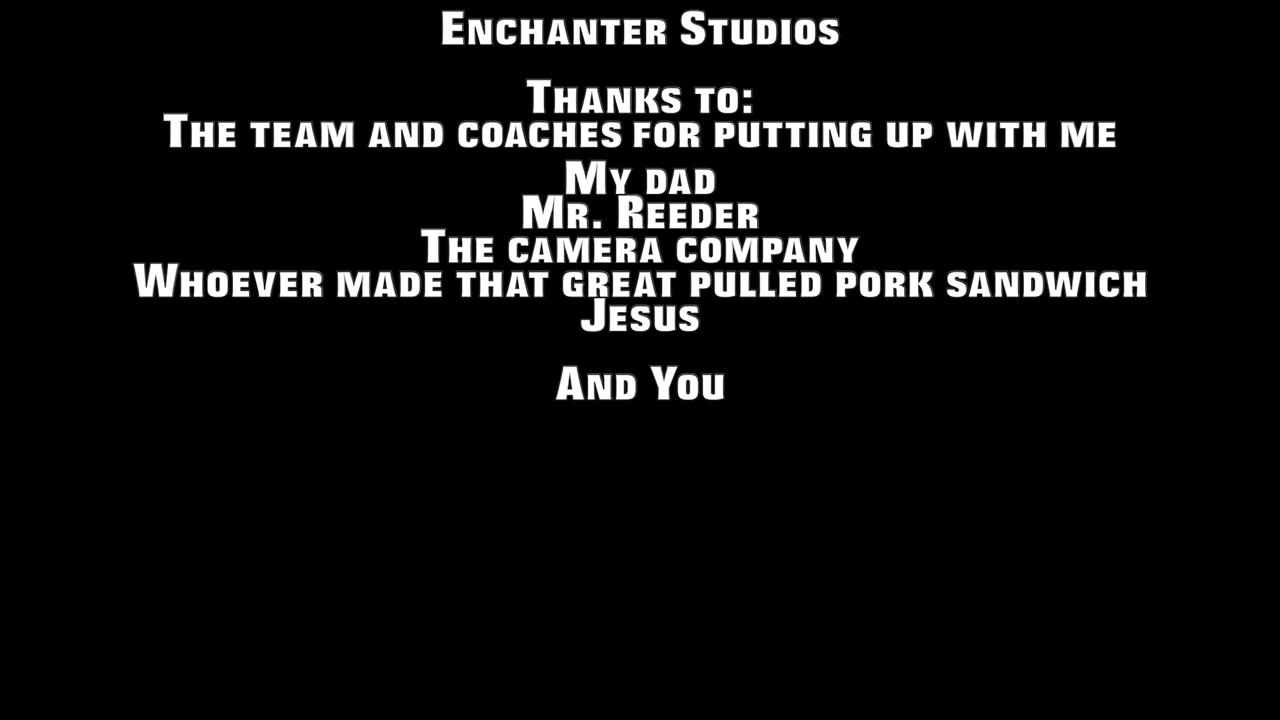 Enchanter Studios
Thanks to:
The team and coaches for putting up with me
My dad
Mr. Reeder
The camera company
Whoever made that great pulled pork sandwich
Jesus
And You